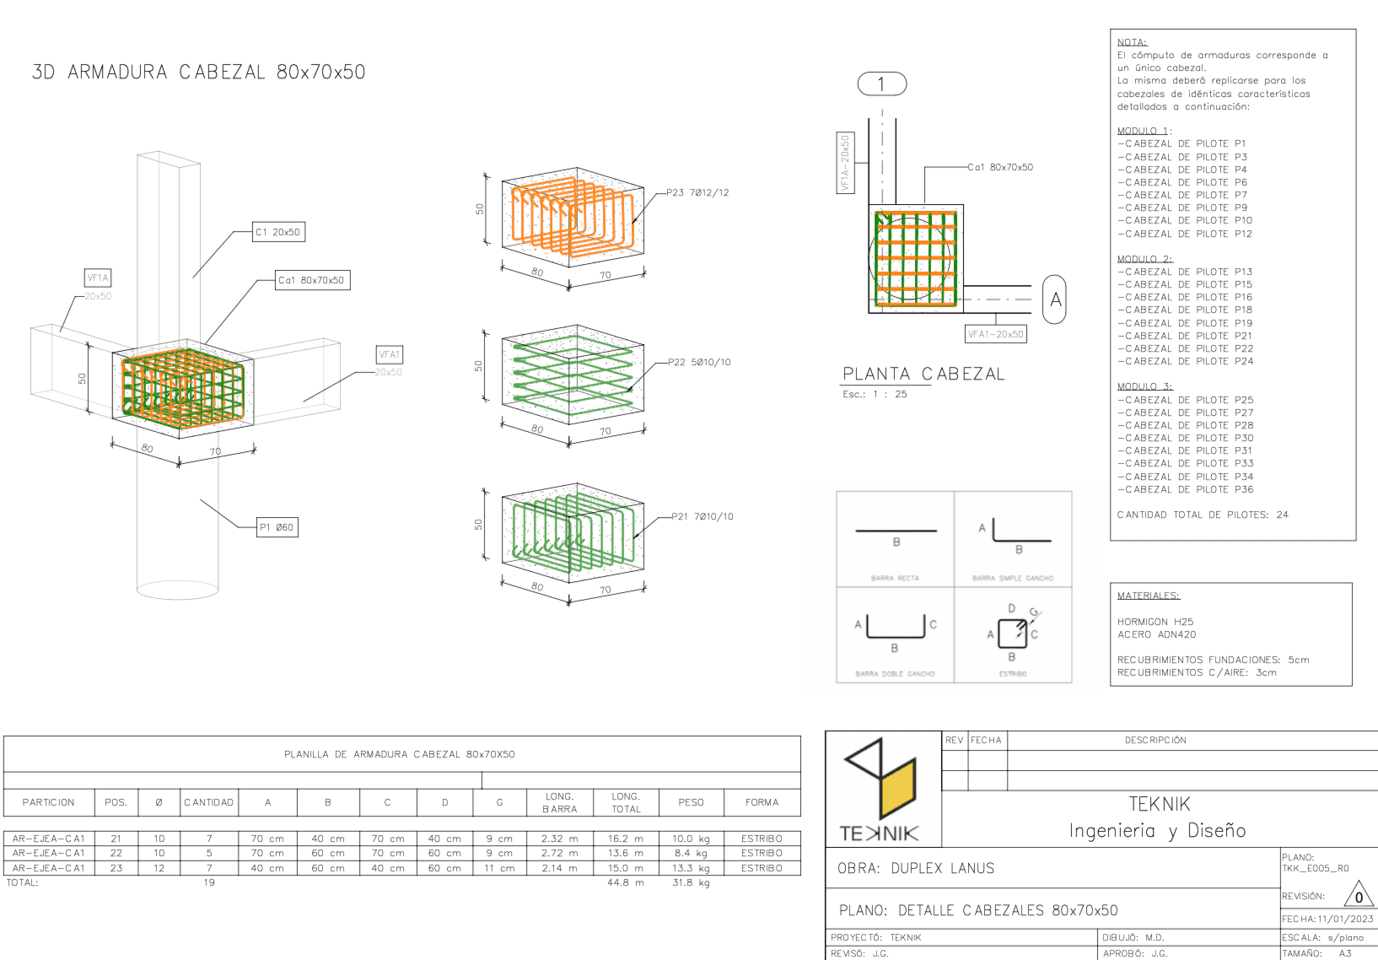 3D ARMADURA CABEZAL 80x70x50
C1 20x50
Ca1 80x70x50
VF1A
20x50
VFA1
20x50
50
80
70
P1 Ø60
50
80
70
P23 7Ø12/12
50
80
70
P22 5Ø10/10
50
80
70
P21 7Ø10/10
1
VF1A-20x50
Ca1 80x70x50
A
VFA1-20x50
PLANTA CABEZAL
Esc.: 1 : 25
B
BARRA RECTA
A
B
BARRA SIMPLE GANCHO
A
C
B
BARRA DOBLE GANCHO
D
G
A
C
B
ESTRIBO
NOTA:
El cómputo de armaduras corresponde a
un único cabezal.
La misma deberá replicarse para los
cabezales de idénticas características
detallados a continuación:
MODULO 1:
-CABEZAL DE PILOTE P1
-CABEZAL DE PILOTE P3
-CABEZAL DE PILOTE P4
-CABEZAL DE PILOTE P6
-CABEZAL DE PILOTE P7
-CABEZAL DE PILOTE P9
-CABEZAL DE PILOTE P10
-CABEZAL DE PILOTE P12
MODULO 2:
-CABEZAL DE PILOTE P13
-CABEZAL DE PILOTE P15
-CABEZAL DE PILOTE P16
-CABEZAL DE PILOTE P18
-CABEZAL DE PILOTE P19
-CABEZAL DE PILOTE P21
-CABEZAL DE PILOTE P22
-CABEZAL DE PILOTE P24
MODULO 3:
-CABEZAL DE PILOTE P25
-CABEZAL DE PILOTE P27
-CABEZAL DE PILOTE P28
-CABEZAL DE PILOTE P30
-CABEZAL DE PILOTE P31
-CABEZAL DE PILOTE P33
-CABEZAL DE PILOTE P34
-CABEZAL DE PILOTE P36
CANTIDAD TOTAL DE PILOTES: 24
MATERIALES:
HORMIGON H25
ACERO ADN420
RECUBRIMIENTOS FUNDACIONES: 5cm
RECUBRIMIENTOS C/AIRE: 3cm
PLANILLA DE ARMADURA CABEZAL 80x70X50
PARTICION POS. Ø CANTIDAD A B C D G LONG. BARRA LONG. TOTAL PESO FORMA
AR-EJEA-CA1 21 10 7 70 cm 40 cm 70 cm 40 cm 9 cm 2.32 m 16.2 m 10.0 kg ESTRIBO
AR-EJEA-CA1 22 10 5 70 cm 60 cm 70 cm 60 cm 9 cm 2.72 m 13.6 m 8.4 kg ESTRIBO
AR-EJEA-CA1 23 12 7 40 cm 60 cm 40 cm 60 cm 11 cm 2.14 m 15.0 m 13.3 kg ESTRIBO
TOTAL: 19 44.8 m 31.8 kg
TEKNIK
REV FECHA DESCRIPCIÓN
TEKNIK
Ingenieria y Diseño
OBRA: DUPLEX LANUS
PLANO:
TKK_E005_R0
REVISIÓN: 0
PLANO: DETALLE CABEZALES 80x70x50
FECHA:11/01/2023
PROYECTÓ: TEKNIK
DIBUJÓ: M.D.
ESCALA: s/plano
REVISÓ: J.G.
APROBÓ: J.G.
TAMAÑO: A3